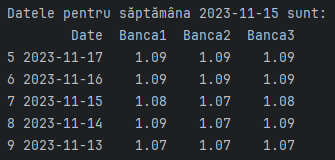 Datele pentru săptămâna 2023-11-15 sunt:
Date Banca1 Banca2 Banca3
5 2023-11-17 1.09 1.09 1.09
6 2023-11-16 1.09 1.09 1.09
7 2023-11-15 1.08 1.07 1.08
8 2023-11-14 1.09 1.09 1.09
9 2023-11-13 1.07 1.07 1.07